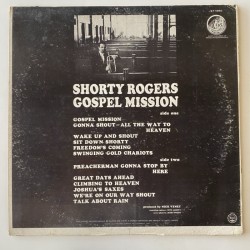 SHORTY ROGERS
GOSPEL MISSION
side one
GOSPEL MISSION
GONNA SHOUT—ALL THE WAY TO
HEAVEN
WAKE UP AND SHOUT
SIT DOWN SHORTY
FREEDOM'S COMING
SWINGING GOLD CHARIOTS
side two
PREACHERMAN GONNA STOP BY
HERE
GREAT DAYS AHEAD
CLIMBING TO HEAVEN
JOSHUA'S BAXES
WE'RE ON OUR WAY SHOUT
TALK ABOUT RAIN